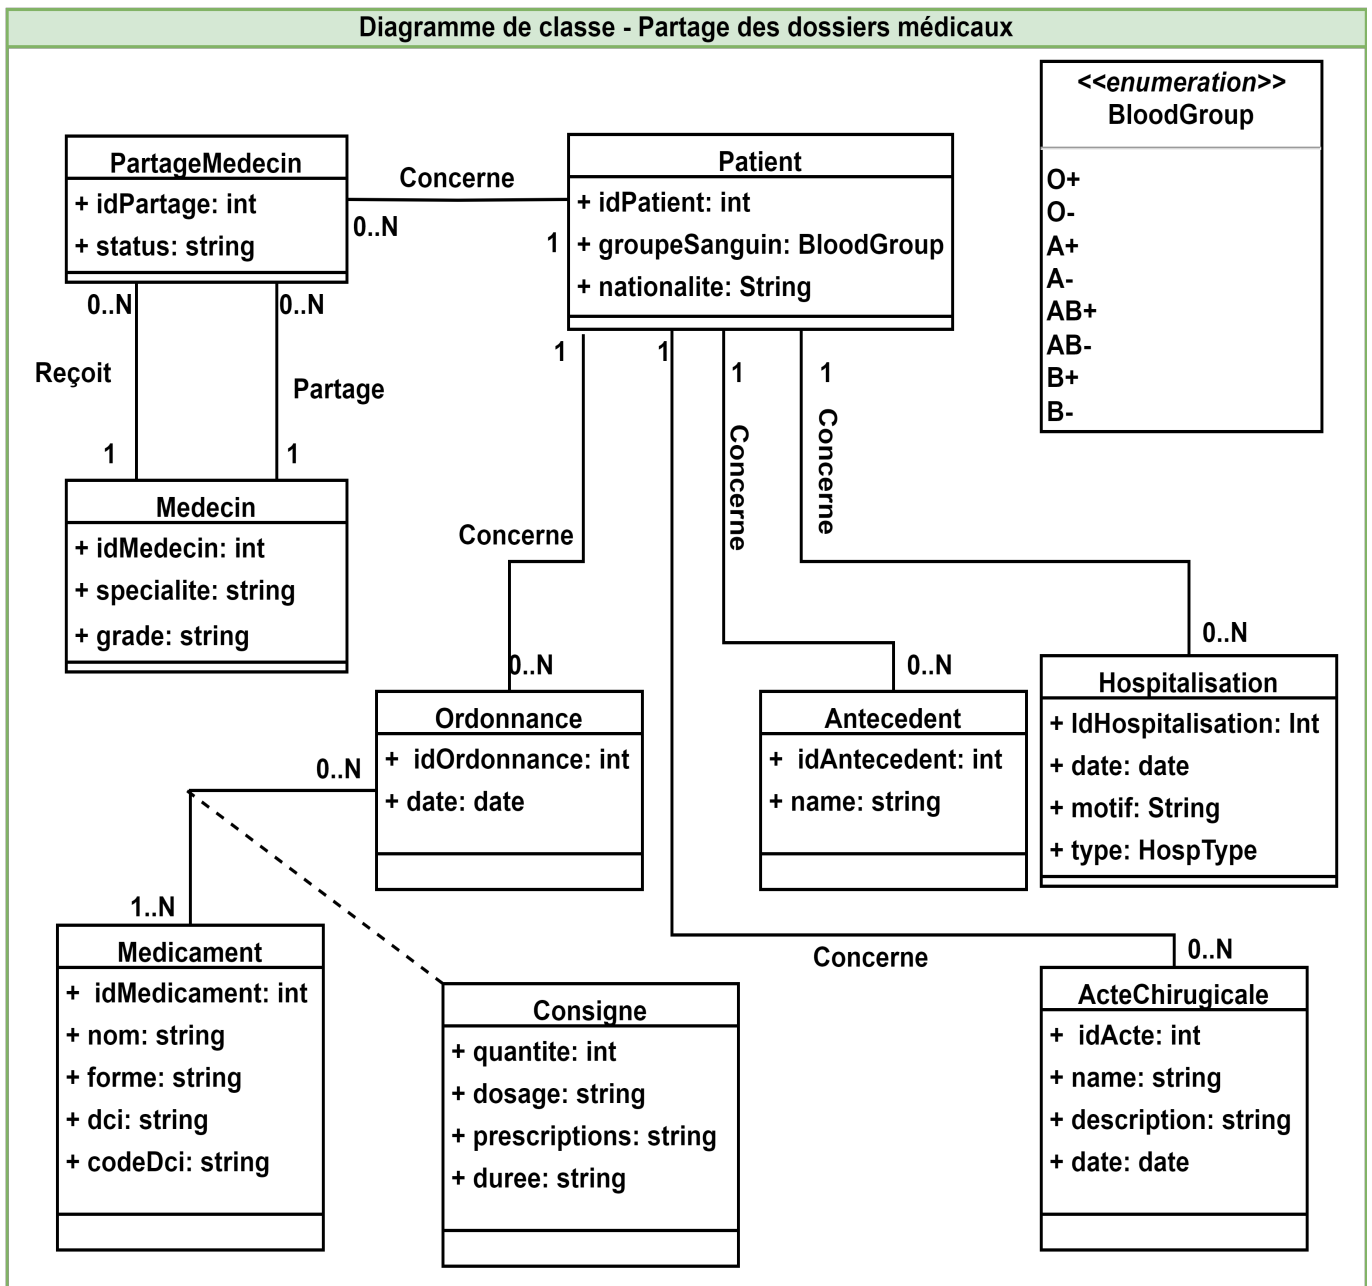 Diagramme de classe - Partage des dossiers médicaux
<<enumeration>>
BloodGroup
O+
O-
A+
A-
AB+
AB-
B+
B-
PartageMedecin
+ idPartage: int
+ status: string
Concerne
0..N
1
Patient
+ idPatient: int
+ groupeSanguin: BloodGroup
+ nationalite: String
0..N
0..N
Reçoit
Partage
1
1
Medecin
+ idMedecin: int
+ specialite: string
+ grade: string
1
1
1
1
Concerne
Concerne
Concerne
0..N
0..N
0..N
Ordonnance
+ idOrdonnance: int
+ date: date
Antecedent
+ idAntecedent: int
+ name: string
Hospitalisation
+ IdHospitalisation: Int
+ date: date
+ motif: String
+ type: HospType
0..N
1..N
Medicament
+ idMedicament: int
+ nom: string
+ forme: string
+ dci: string
+ codeDci: string
Consigne
+ quantite: int
+ dosage: string
+ prescriptions: string
+ duree: string
Concerne
0..N
ActeChirugicale
+ idActe: int
+ name: string
+ description: string
+ date: date